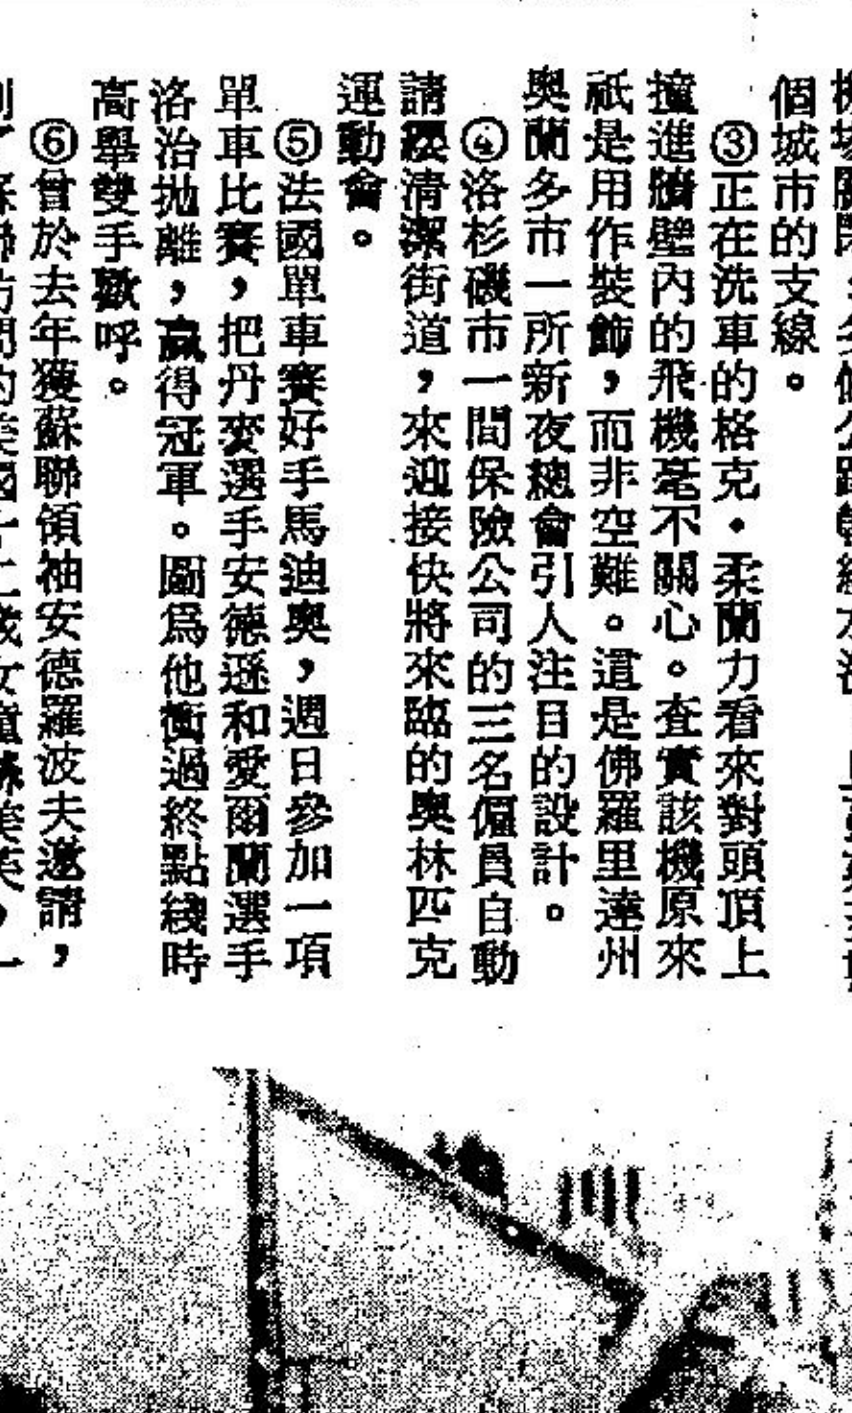 個城市的支線。
③正在洗車的格克・柔蘭力看來對頭頂上
撞進牆壁內的飛機毫不關心。査實該機原來
祇是用作裝飾，而非空難。這是佛羅里達州
奧蘭多市一所新夜總會引人注目的設計。
④洛杉磯市一間保險公司的三名僱員自動
請纓清潔街道，來迎接快將來臨的奧林匹克
運動會。
⑤法國單車賽好手馬迪奧，週日參加一項
單車比賽，把丹麥選手安德遜和愛爾蘭選手
洛治拋離，贏得冠軍。圖爲他衝過終點綫時
高舉雙手歡呼。
⑥曾於去年獲蘇聯領袖安德羅波夫邀請，